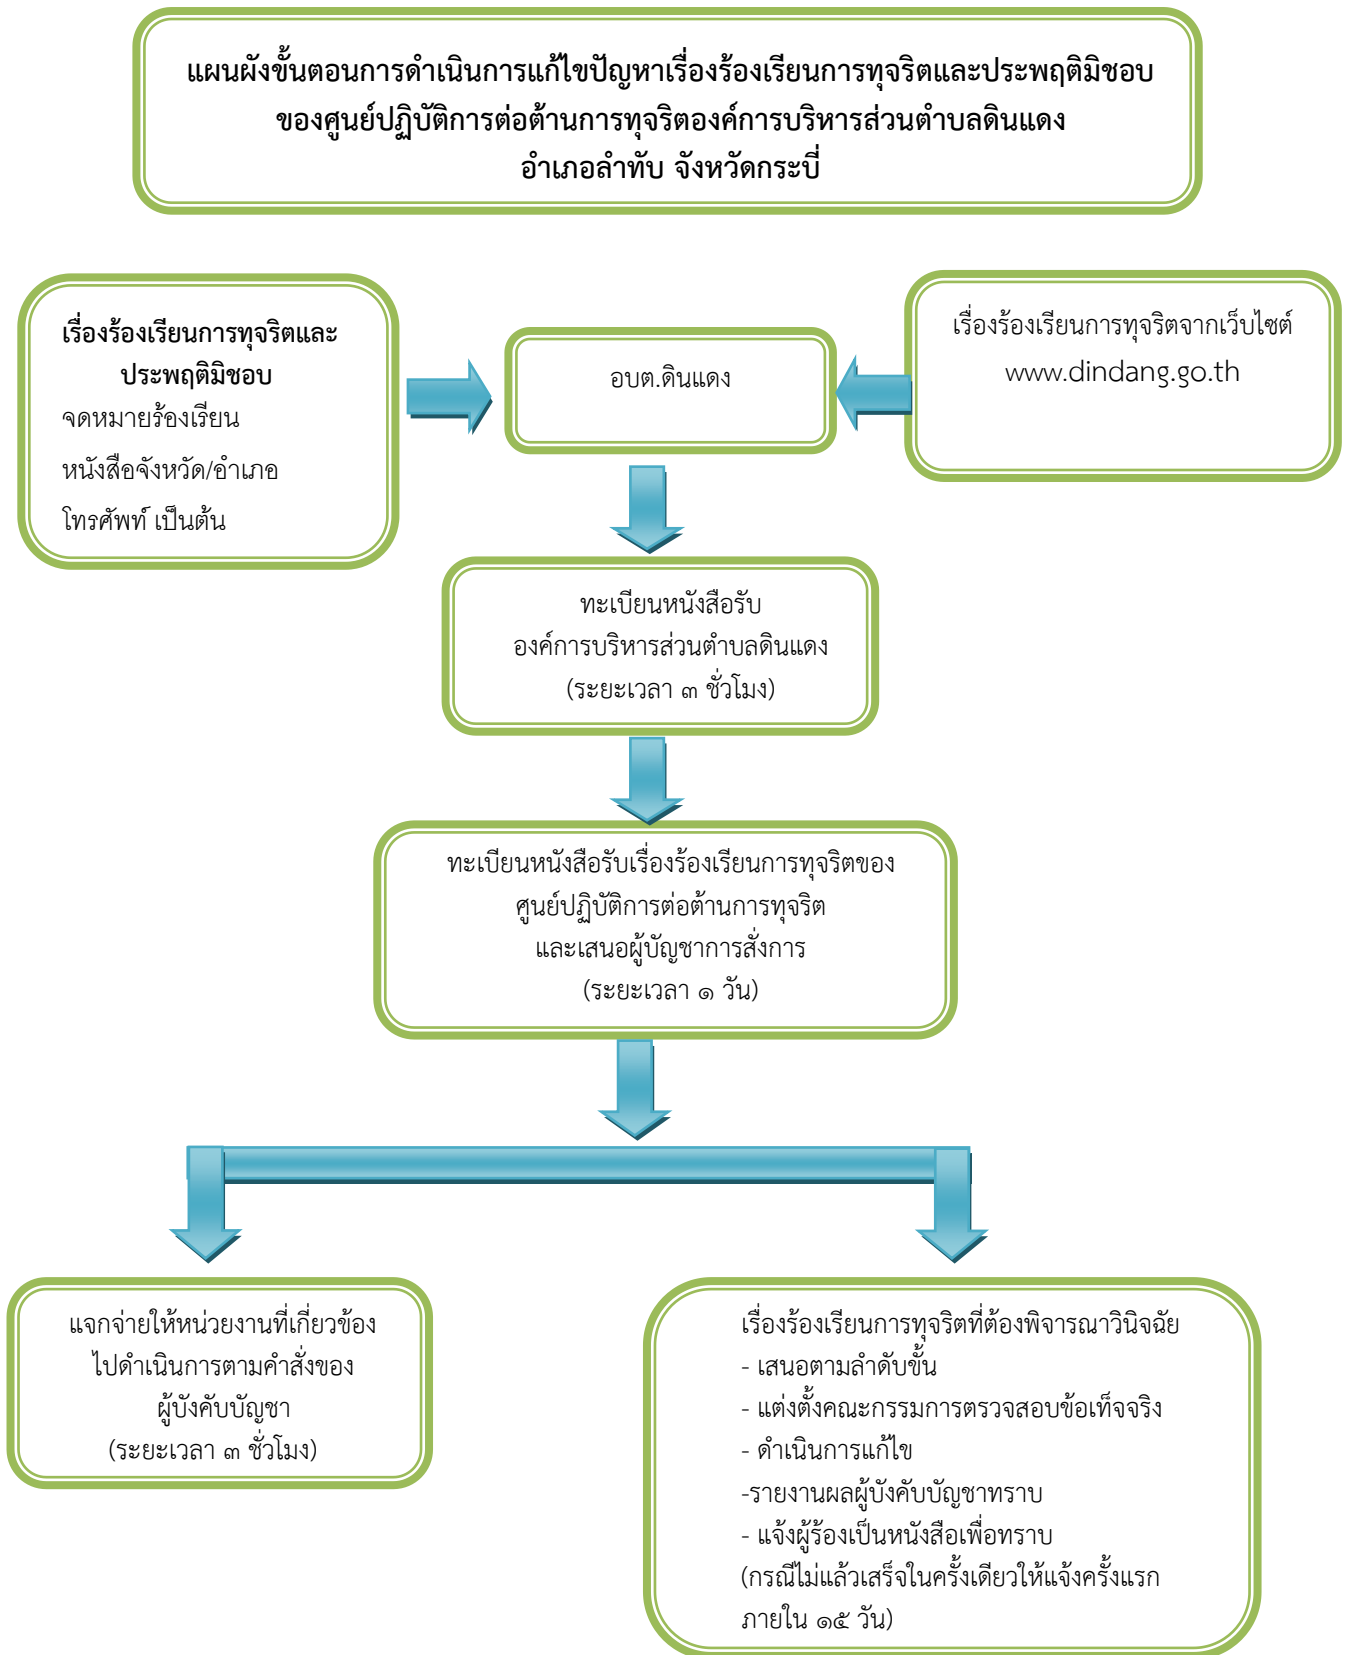 แผนผังขั้นตอนการดำเนินการแก้ไขปัญหาเรื่องร้องเรียนการทุจริตและประพฤติมิชอบ
ของศูนย์ปฏิบัติการต่อต้านการทุจริตองค์การบริหารส่วนตำบลดินแดง
อำเภอลำทับ จังหวัดกระบี่
เรื่องร้องเรียนการทุจริตและ
ประพฤติมิชอบ
จดหมายร้องเรียน
หนังสือจังหวัด/อำเภอ
โทรศัพท์ เป็นต้น
อบต.ดินแดง
เรื่องร้องเรียนการทุจริตจากเว็บไซต์
www.dindang.go.th
ทะเบียนหนังสือรับ
องค์การบริหารส่วนตำบลดินแดง
(ระยะเวลา ๓ ชั่วโมง)
ทะเบียนหนังสือรับเรื่องร้องเรียนการทุจริตของ
ศูนย์ปฏิบัติการต่อต้านการทุจริต
และเสนอผู้บัญชาการสั่งการ
(ระยะเวลา ๑ วัน)
แจกจ่ายให้หน่วยงานที่เกี่ยวข้อง
ไปดำเนินการตามคำสั่งของ
ผู้บังคับบัญชา
(ระยะเวลา ๓ ชั่วโมง)
เรื่องร้องเรียนการทุจริตที่ต้องพิจารณาวินิจฉัย
- เสนอตามลำดับขั้น
- แต่งตั้งคณะกรรมการตรวจสอบข้อเท็จจริง
- ดำเนินการแก้ไข
-รายงานผลผู้บังคับบัญชาทราบ
- แจ้งผู้ร้องเป็นหนังสือเพื่อทราบ
(กรณีไม่แล้วเสร็จในครั้งเดียวให้แจ้งครั้งแรก
ภายใน ๑๕ วัน)